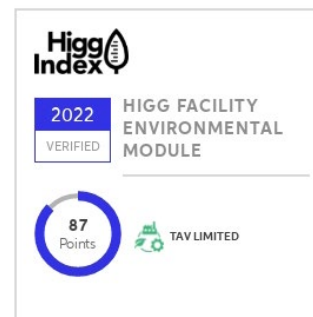 Higg
Index
2022
VERIFIED
HIGG FACILITY
ENVIRONMENTAL
MODULE
87
Points
TAV LIMITED